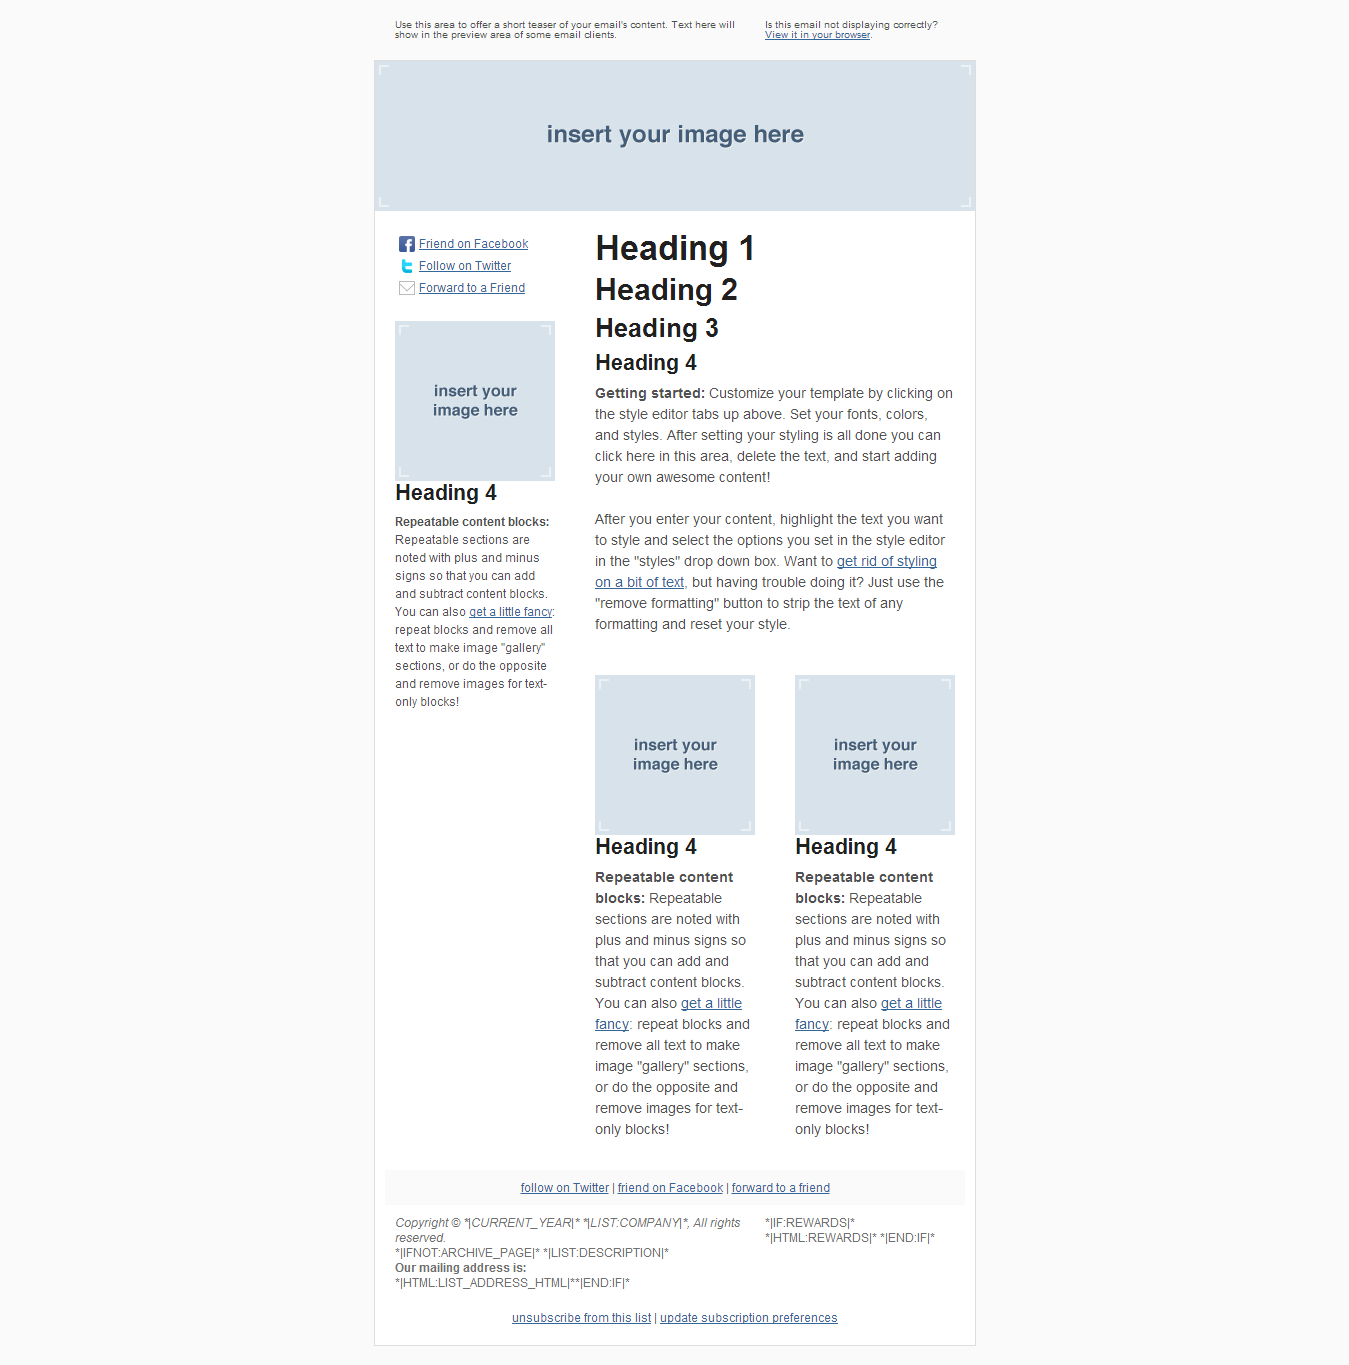 Use this area to offer a short teaser of your email's content. Text here will
show in the preview area of some email clients.
Is this email not displaying correctly?
View it in your browser.
insert your image here
Friend on Facebook
Follow on Twitter
Forward to a Friend
insert your
image here
Heading 4
Repeatable content blocks:
Repeatable sections are
noted with plus and minus
signs so that you can add
and subtract content blocks.
You can also get a little fancy:
repeat blocks and remove all
text to make image "gallery"
sections, or do the opposite
and remove images for text-
only blocks!
Heading 1
Heading 2
Heading 3
Heading 4
Getting started: Customize your template by clicking on
the style editor tabs up above. Set your fonts, colors,
and styles. After setting your styling is all done you can
click here in this area, delete the text, and start adding
your own awesome content!
After you enter your content, highlight the text you want
to style and select the options you set in the style editor
in the "styles" drop down box. Want to get rid of styling
on a bit of text, but having trouble doing it? Just use the
"remove formatting" button to strip the text of any
formatting and reset your style.
insert your
image here
Heading 4
Repeatable content
blocks: Repeatable
sections are noted with
plus and minus signs so
that you can add and
subtract content blocks.
You can also get a little
fancy: repeat blocks and
remove all text to make
image "gallery" sections,
or do the opposite and
remove images for text-
only blocks!
insert your
image here
Heading 4
Repeatable content
blocks: Repeatable
sections are noted with
plus and minus signs so
that you can add and
subtract content blocks.
You can also get a little
fancy: repeat blocks and
remove all text to make
image "gallery" sections,
or do the opposite and
remove images for text-
only blocks!
follow on Twitter | friend on Facebook | forward to a friend
Copyright © *|CURRENT_YEAR|* *|LIST:COMPANY|*, All rights
reserved.
*|IFNOT:ARCHIVE_PAGE|* *|LIST:DESCRIPTION|*
Our mailing address is:
*|HTML:LIST_ADDRESS_HTML|**|END:IF|*
*|IF:REWARDS|*
*|HTML:REWARDS|* *|END:IF|*
unsubscribe from this list | update subscription preferences